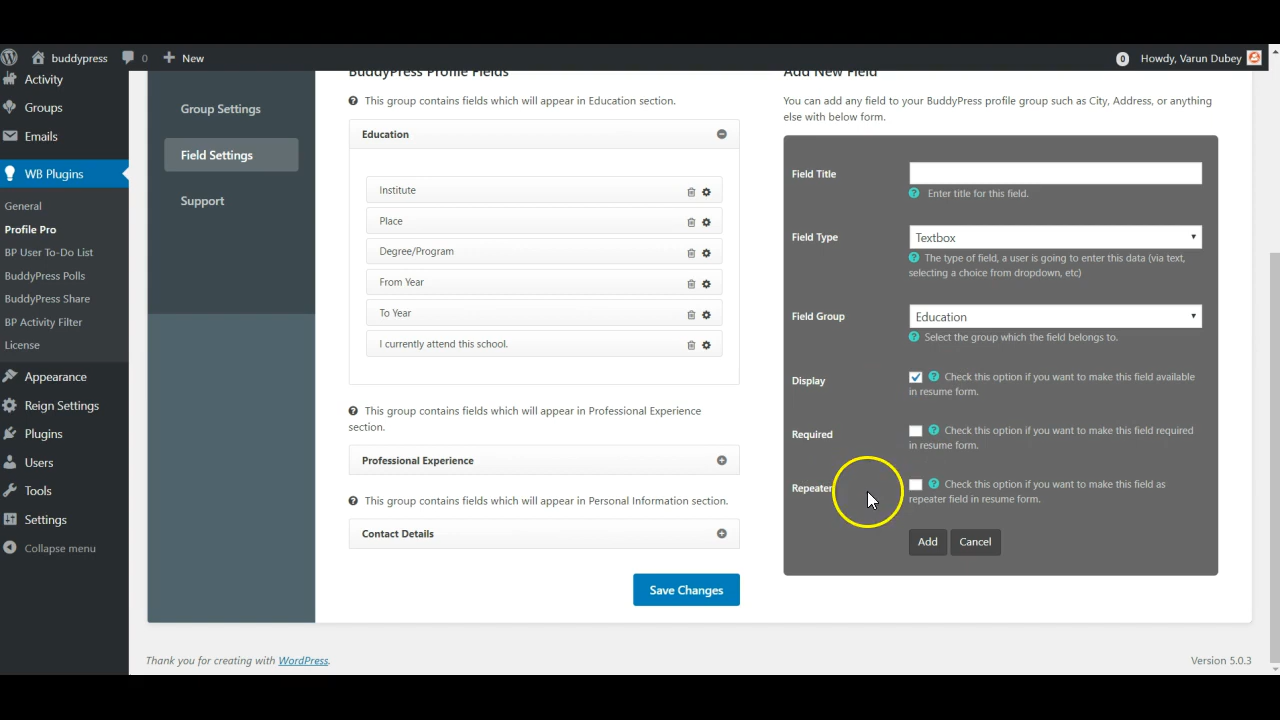 buddypress 0 New 0 Howdy, Varun Dubey
Activity
Groups
Emails
WB Plugins
General
Profile Pro
BP User To-Do List
BuddyPress Polls
BuddyPress Share
BP Activity Filter
License
Appearance
Reign Settings
Plugins
Users
Tools
Settings
Collapse menu
Group Settings
Field Settings
Support
BuddyPress Profile Fields
This group contains fields which will appear in Education section.
Education
Institute
Place
Degree/Program
From Year
To Year
I currently attend this school.
This group contains fields which will appear in Professional Experience
section.
Professional Experience
This group contains fields which will appear in Personal Information section.
Contact Details
Save Changes
Add New Field
You can add any field to your BuddyPress profile group such as City, Address, or anything
else with below form.
Field Title
Enter title for this field.
Field Type Textbox
The type of field, a user is going to enter this data (via text,
selecting a choice from dropdown, etc)
Field Group Education
Select the group which the field belongs to.
Display Check this option if you want to make this field available
in resume form.
Required Check this option if you want to make this field required
in resume form.
Repeater Check this option if you want to make this field as
repeater field in resume form.
Add Cancel
Thank you for creating with WordPress. Version 5.0.3